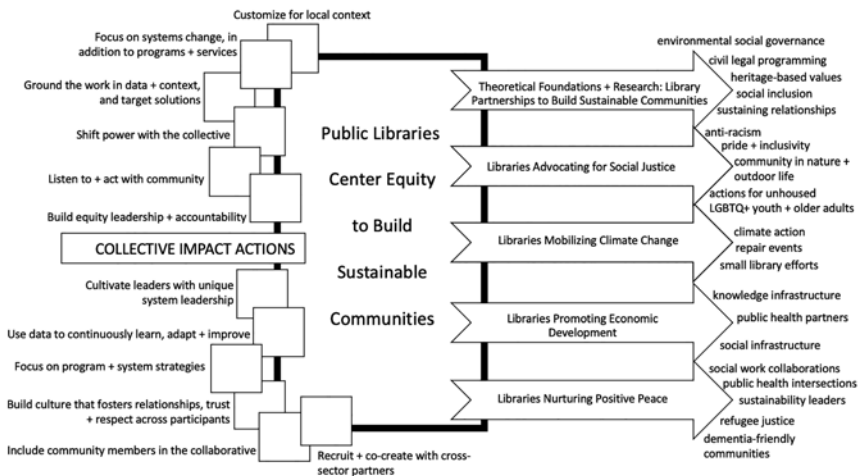 Customize for local context
Focus on systems change, in
addition to programs + services
Ground the work in data + context,
and target solutions
Shift power with the collective
Listen to + act with community
Build equity leadership + accountability
COLLECTIVE IMPACT ACTIONS
Cultivate leaders with unique
system leadership
Use data to continuously learn, adapt + improve
Focus on program + system strategies
Build culture that fosters relationships, trust
+ respect across participants
Include community members in the collaborative
Recruit + co-create with cross-
sector partners
Public Libraries
Center Equity
to Build
Sustainable
Communities
Theoretical Foundations + Research: Library
Partnerships to Build Sustainable Communities
Libraries Advocating for Social Justice
Libraries Mobilizing Climate Change
Libraries Promoting Economic
Development
Libraries Nurturing Positive Peace
environmental social governance
civil legal programming
heritage-based values
social inclusion
sustaining relationships
anti-racism
pride + inclusivity
community in nature +
outdoor life
actions for unhoused
LGBTQ+ youth + older adults
climate action
repair events
small library efforts
knowledge infrastructure
public health partners
social infrastructure
social work collaborations
public health intersections
sustainability leaders
refugee justice
dementia-friendly
communities